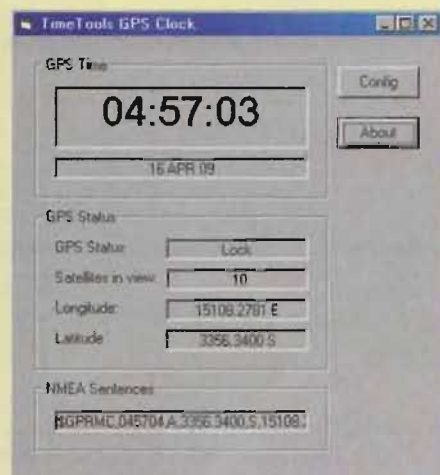 TimeTools GPS Clock
GPS Time
04:57:03
16 APR 09
Config
About
GPS Status
GPS Status: Lock
Satellites in view: 10
Longitude: 15108.2781 E
Latitude 3356.3400 S
NMEA Sentences
$GPRMC,045704,A,3356.3400,S,15108.